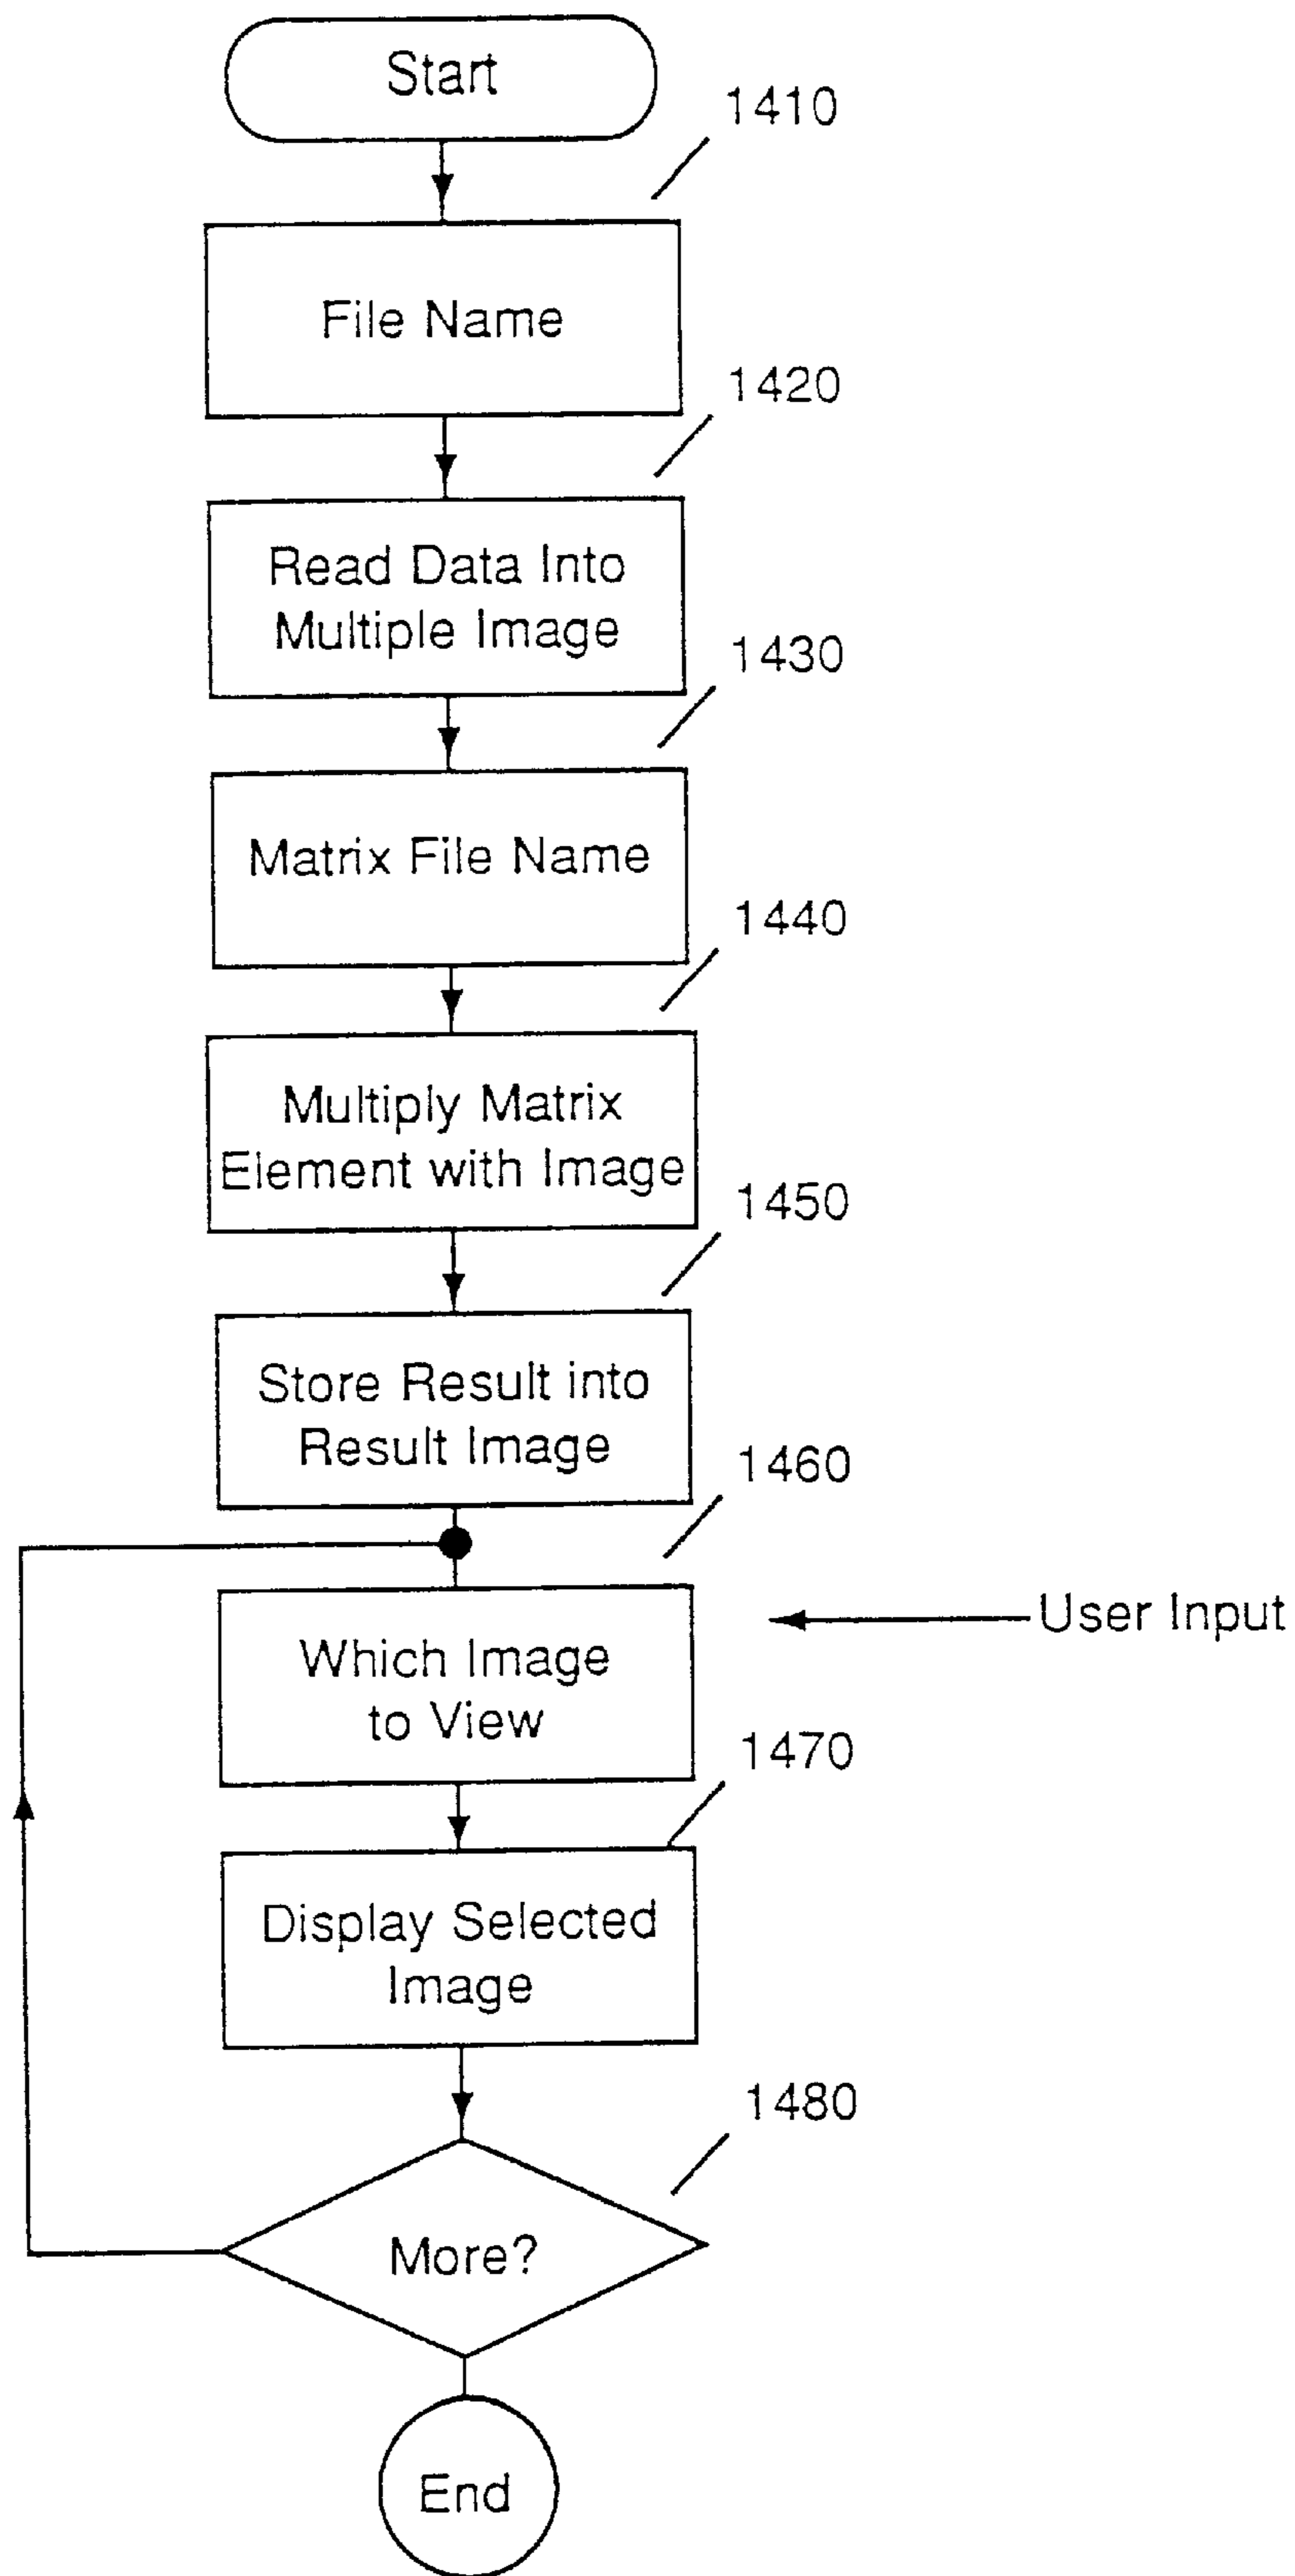 Start
1410
File Name
1420
Read Data Into
Multiple Image
1430
Matrix File Name
1440
Multiply Matrix
Element with Image
1450
Store Result into
Result Image
1460
User Input
Which Image
to View
1470
Display Selected
Image
1480
More?
End